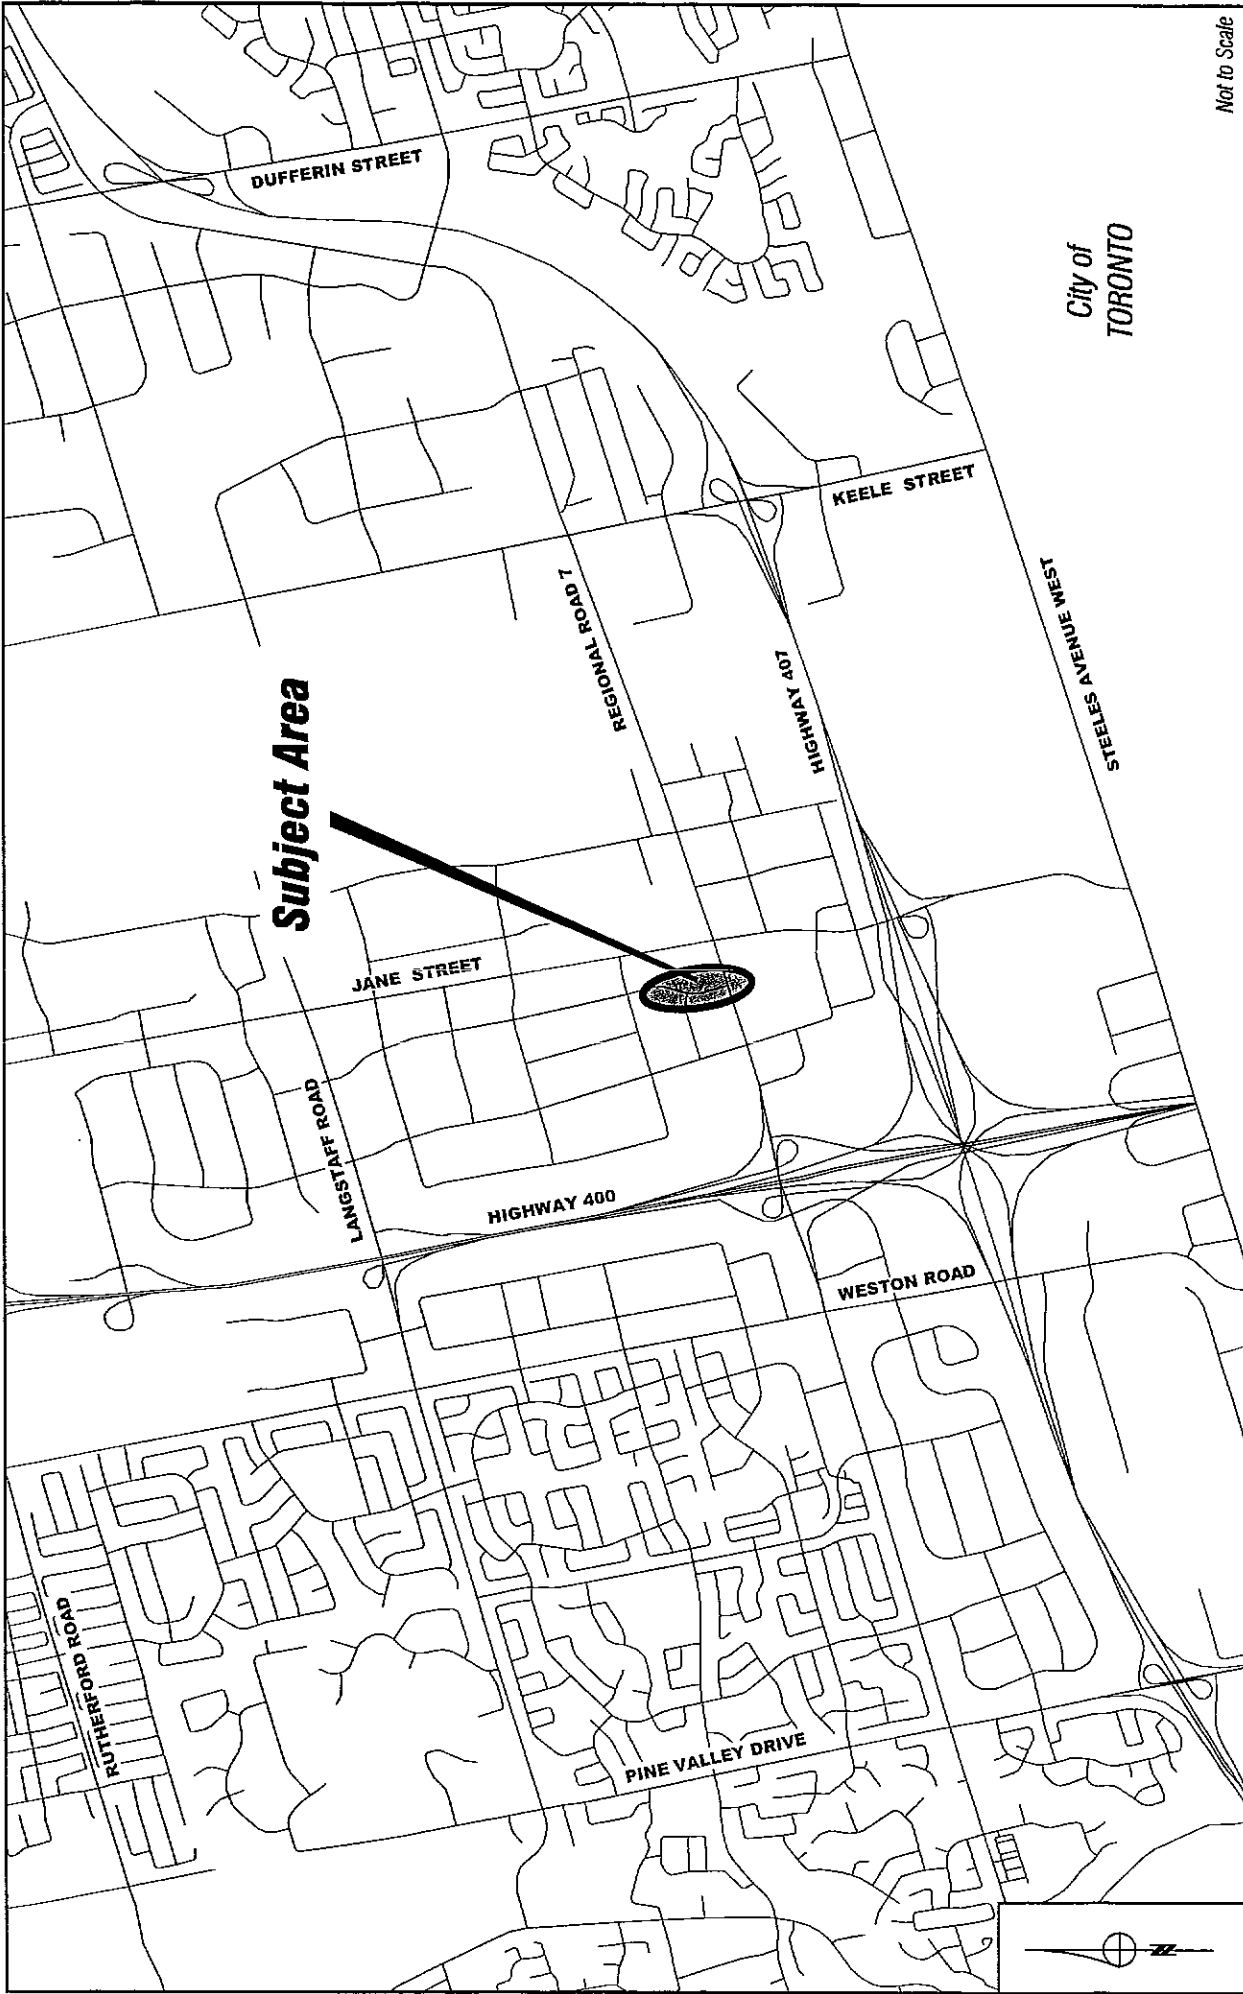 Subject Area
RUTHERFORD ROAD
LANGSTAFF ROAD
JANE STREET
DUFFERIN STREET
HIGHWAY 400
REGIONAL ROAD 7
PINE VALLEY DRIVE
WESTON ROAD
HIGHWAY 407
KEELE STREET
STEELES AVENUE WEST
City of
TORONTO
N
Not to Scale